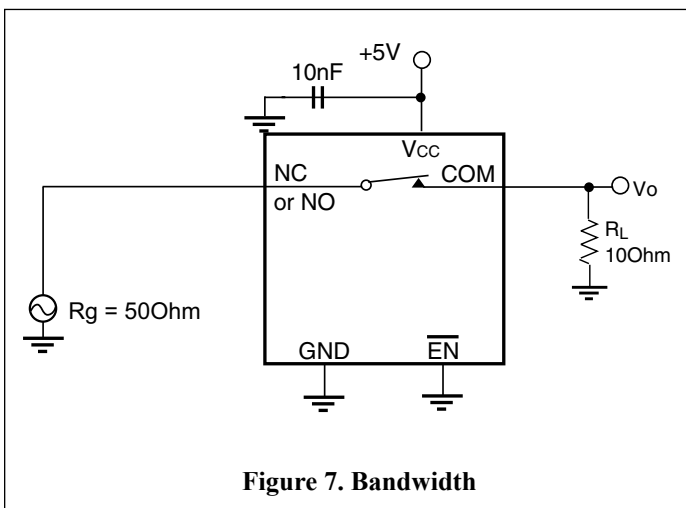 +5V
10nF
VCC
NC
COM
or NO
Vo
RL
10Ohm
Rg = 50Ohm
GND
EN
Figure 7. Bandwidth